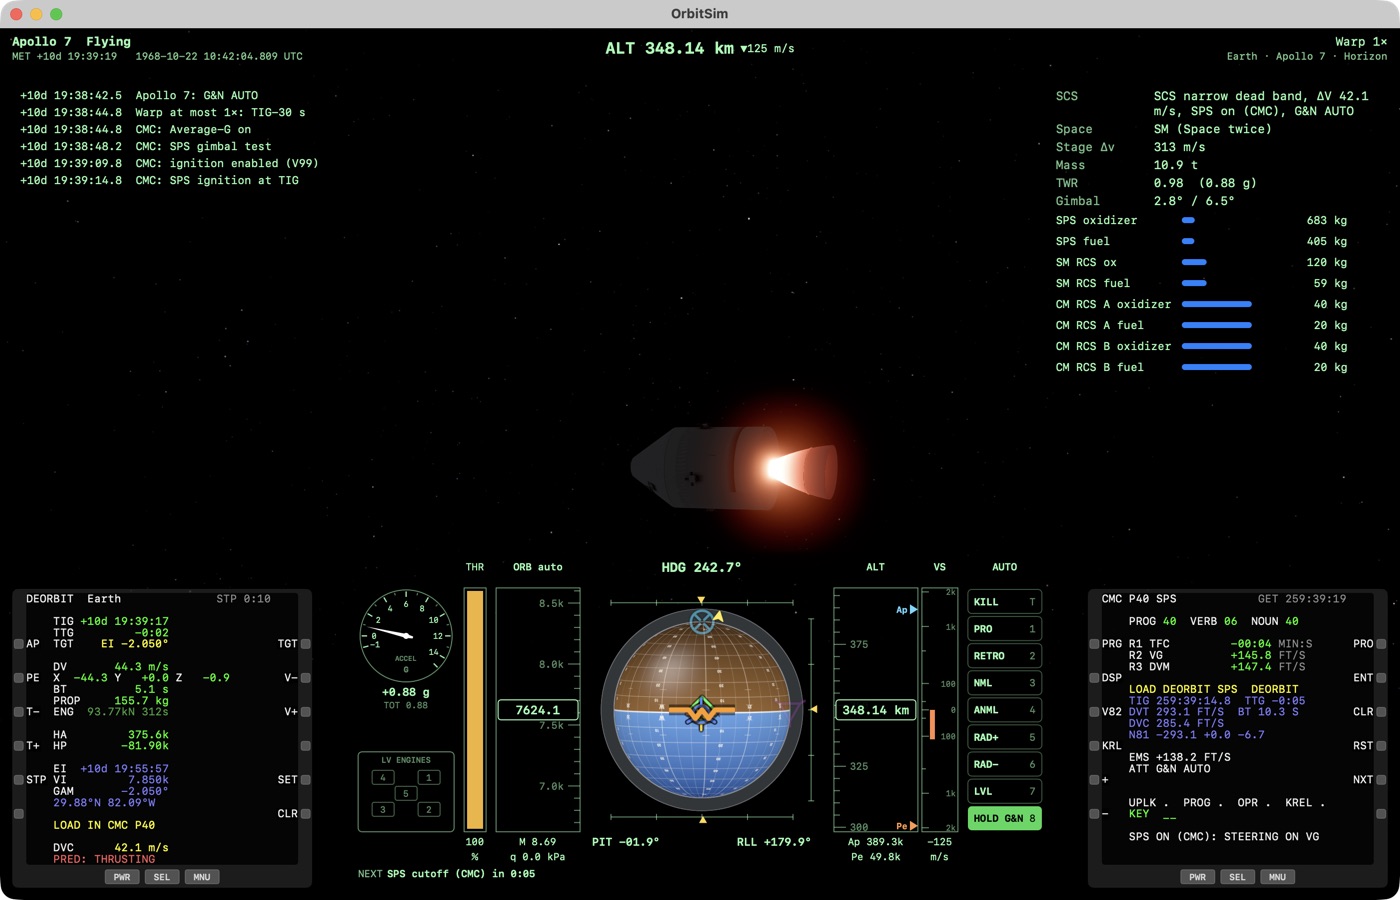 OrbitSim
Apollo 7 Flying
MET +10d 19:39:19 1968-10-22 10:42:04.809 UTC
ALT 348.14 km ▼125 m/s
Warp 1×
Earth · Apollo 7 · Horizon
+10d 19:38:42.5 Apollo 7: G&N AUTO
+10d 19:38:44.8 Warp at most 1×: TIG-30 s
+10d 19:38:44.8 CMC: Average-G on
+10d 19:38:48.2 CMC: SPS gimbal test
+10d 19:39:09.8 CMC: ignition enabled (V99)
+10d 19:39:14.8 CMC: SPS ignition at TIG
SCS SCS narrow dead band, ΔV 42.1
m/s, SPS on (CMC), G&N AUTO
Space SM (Space twice)
Stage Δv 313 m/s
Mass 10.9 t
TWR 0.98 (0.88 g)
Gimbal 2.8° / 6.5°
SPS oxidizer 683 kg
SPS fuel 405 kg
SM RCS ox 120 kg
SM RCS fuel 59 kg
CM RCS A oxidizer 40 kg
CM RCS A fuel 20 kg
CM RCS B oxidizer 40 kg
CM RCS B fuel 20 kg
DEORBIT Earth STP 0:10
TIG +10d 19:39:17
TTG -0:02
AP TGT EI -2.050° TGT
DV 44.3 m/s
PE X -44.3 Y +0.0 Z -0.9 V-
BT 5.1 s
PROP 155.7 kg
T- ENG 93.77kN 312s V+
HA 375.6k
T+ HP -81.90k
EI +10d 19:55:57
STP VI 7.850k SET
GAM -2.050°
29.88°N 82.09°W
CLR
LOAD IN CMC P40
DVC 42.1 m/s
PRED: THRUSTING
PWR SEL MNU
-1 0 2 4 6 8 10 12 14
ACCEL
G
+0.88 g
TOT 0.88
LV ENGINES
4 1
5
3 2
THR
100
%
ORB auto
8.5k
8.0k
7624.1
7.5k
7.0k
M 8.69
q 0.0 kPa
NEXT SPS cutoff (CMC) in 0:05
HDG 242.7°
PIT -01.9° RLL +179.9°
ALT
Ap
375
348.14 km
325
300
Pe
Ap 389.3k
Pe 49.8k
VS
2k
1k
100
0
100
1k
2k
-125
m/s
AUTO
KILL T
PRO 1
RETRO 2
NML 3
ANML 4
RAD+ 5
RAD- 6
LVL 7
HOLD G&N 8
CMC P40 SPS GET 259:39:19
PROG 40 VERB 06 NOUN 40
PRG R1 TFC -00:04 MIN:S PRO
R2 VG +145.8 FT/S
R3 DVM +147.4 FT/S
DSP ENT
LOAD DEORBIT SPS DEORBIT
TIG 259:39:14.8 TTG -0:05
V82 DVT 293.1 FT/S BT 10.3 S CLR
DVC 285.4 FT/S
N81 -293.1 +0.0 -6.7
KRL RST
EMS +138.2 FT/S
ATT G&N AUTO
+ NXT
UPLK . PROG . OPR . KREL .
- KEY __
SPS ON (CMC): STEERING ON VG
PWR SEL MNU